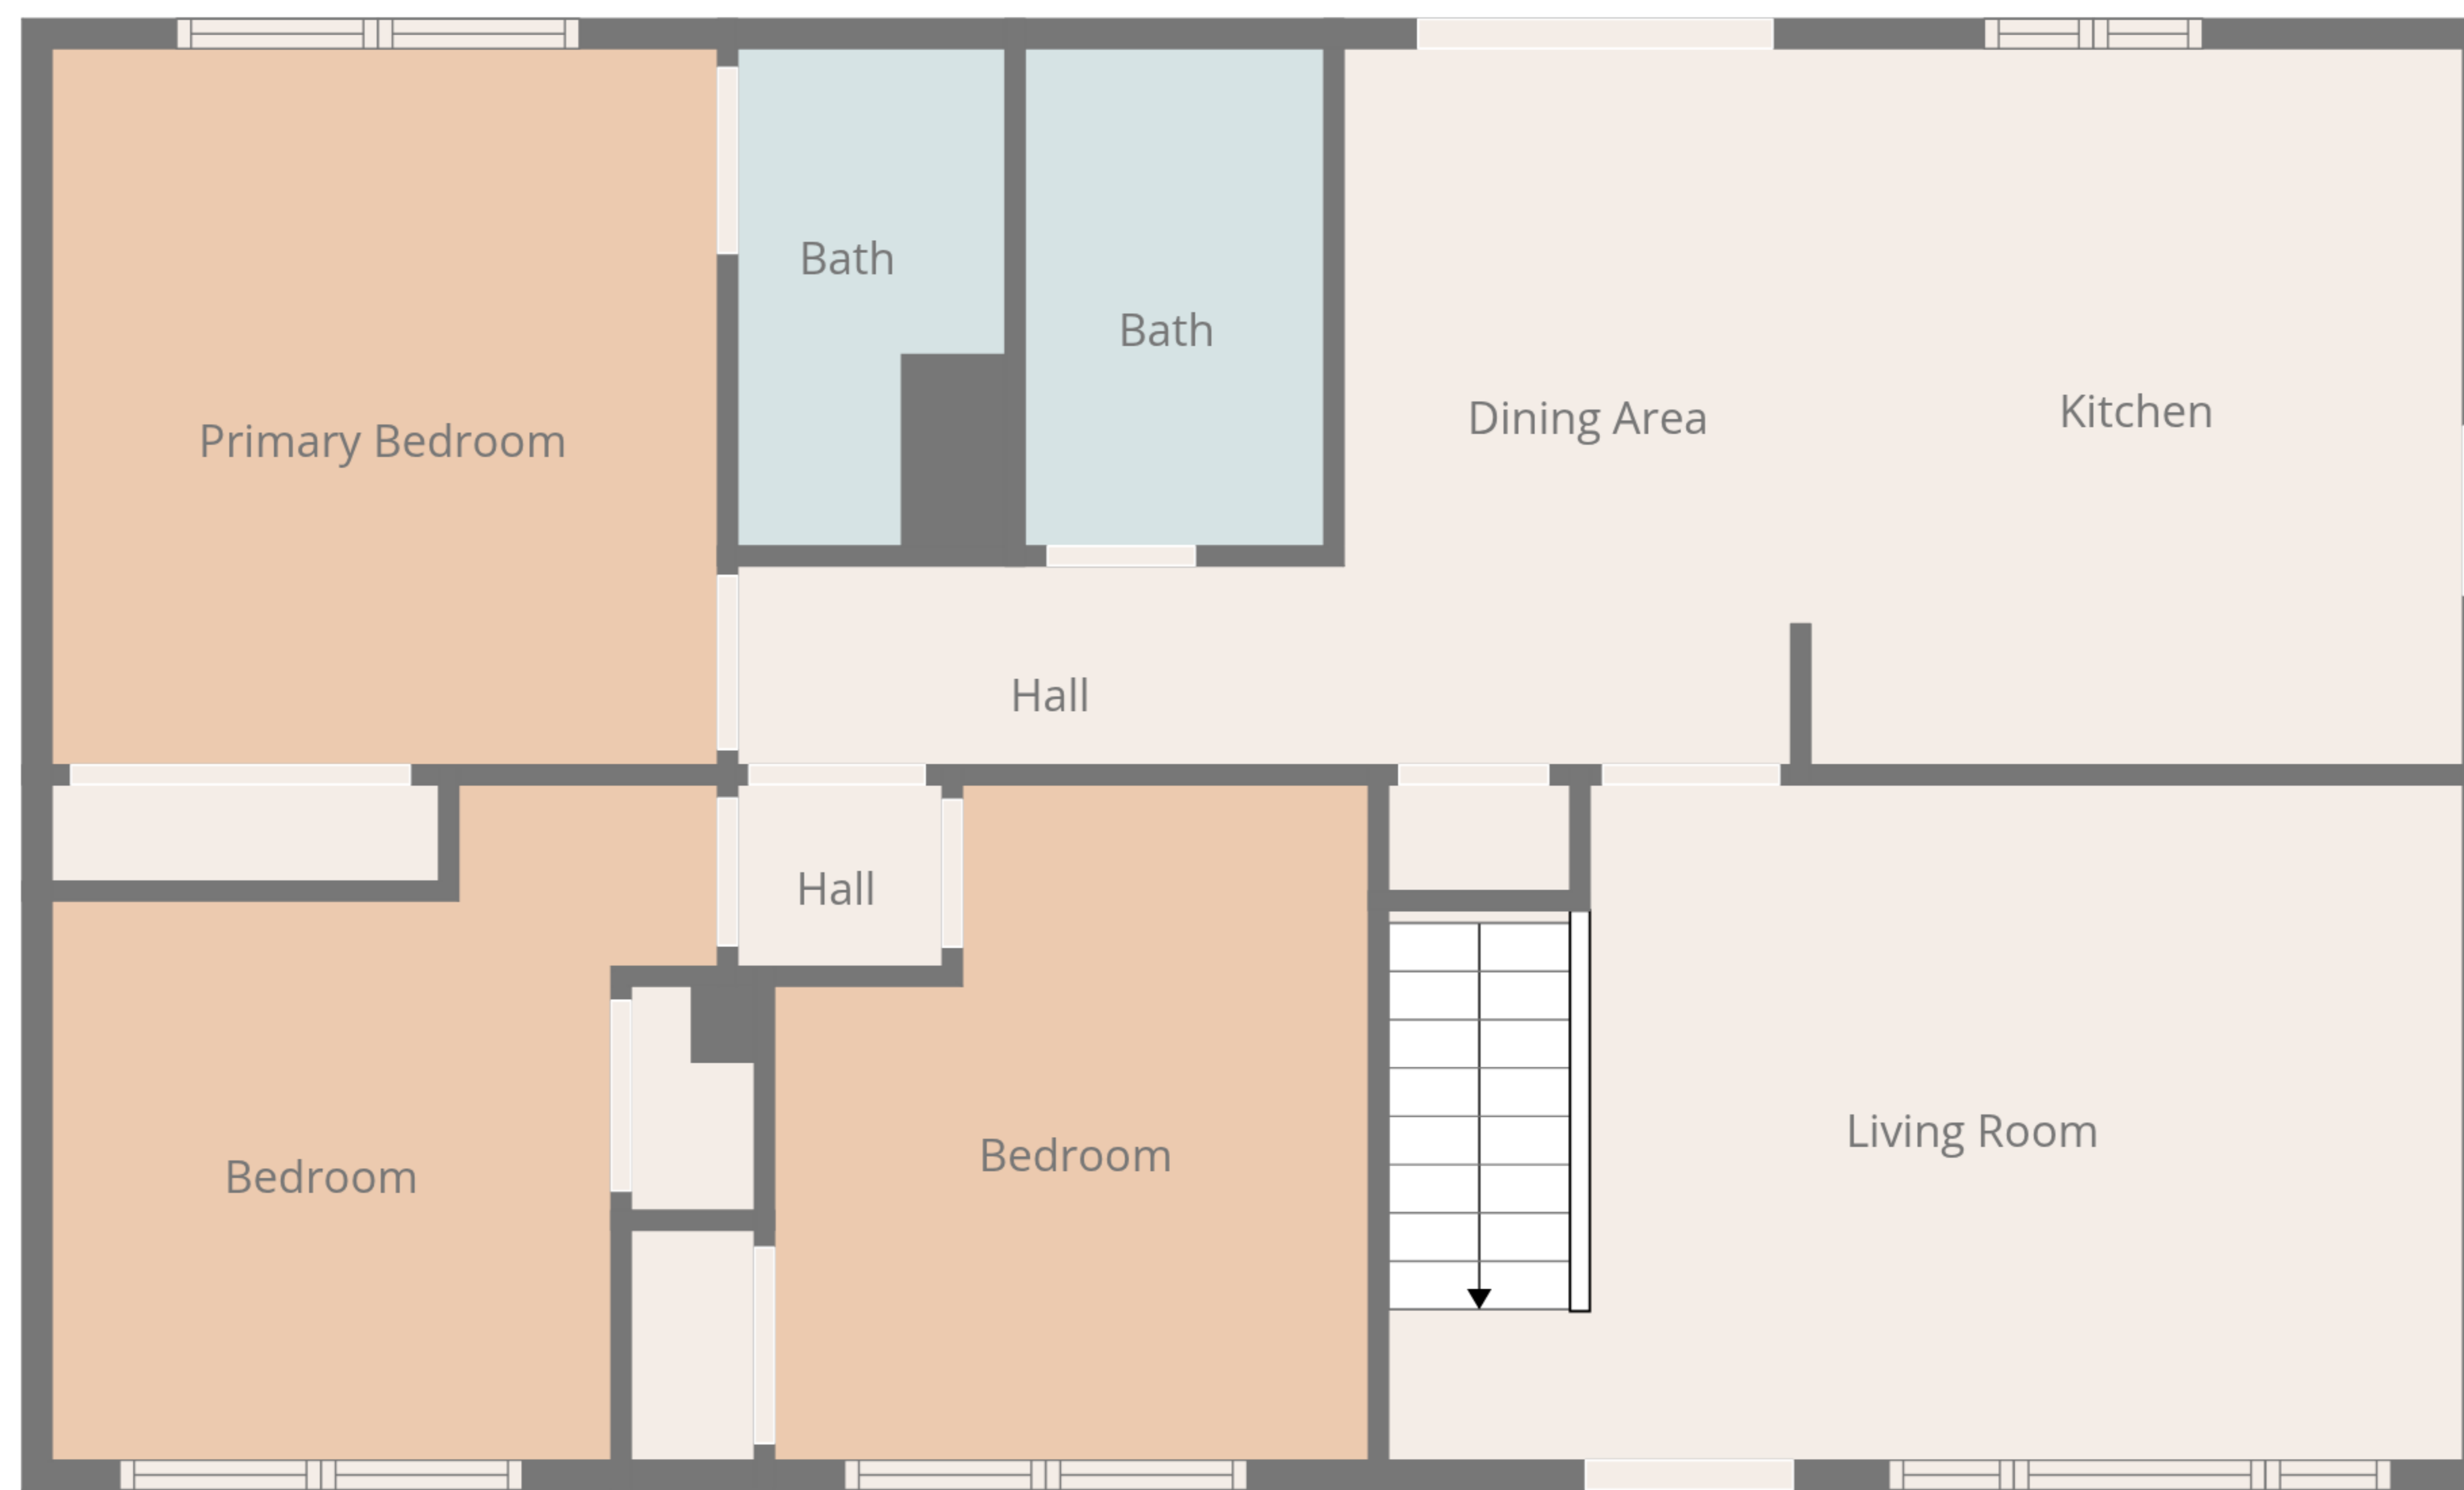 Bath
Bath
Dining Area
Kitchen
Primary Bedroom
Hall
Hall
Living Room
Bedroom
Bedroom